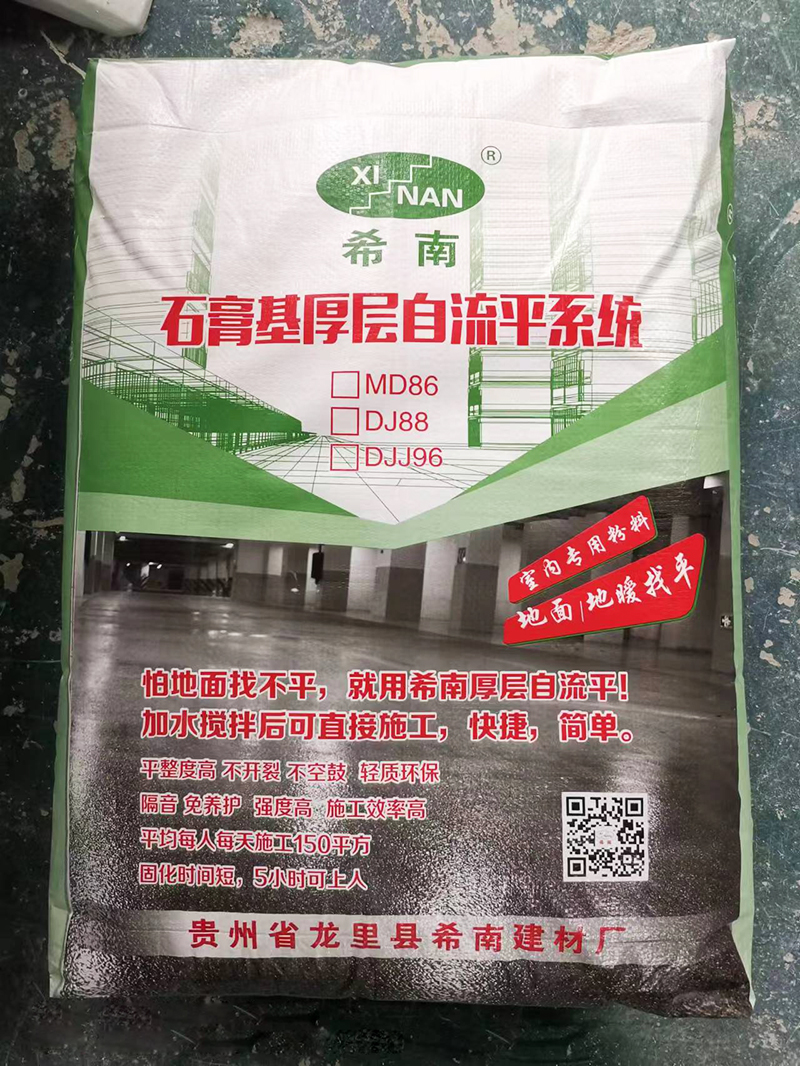 XI
NAN
®
希南
石膏基厚层自流平系统
MD86
DJ88
DJJ96
室内专用粉料
地面/地暖找平
怕地面找不平，就用希南厚层自流平！
加水搅拌后可直接施工，快捷，简单。
平整度高 不开裂 不空鼓 轻质环保
隔音 免养护 强度高 施工效率高
平均每人每天施工150平方
固化时间短，5小时可上人
贵州省龙里县希南建材厂